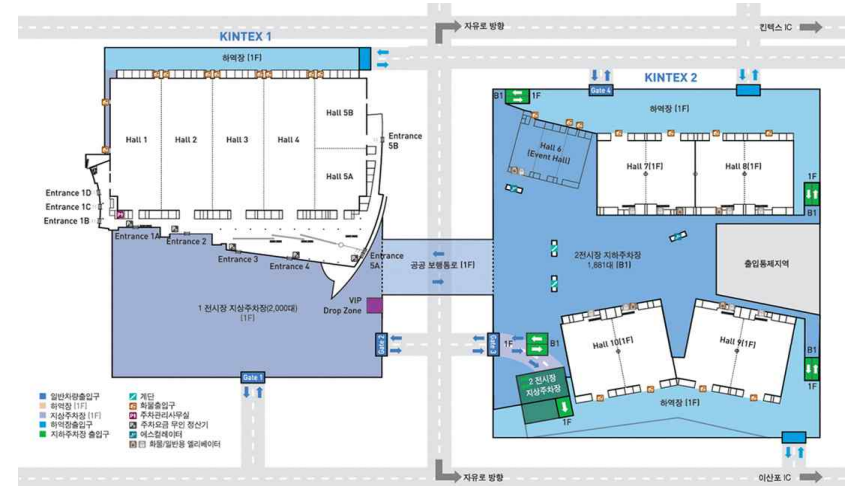 자유로 방향
킨텍스 IC
KINTEX 1
하역장 [1F]
KINTEX 2
Gate 4
B1
1F
하역장 [1F]
Hall 1
Hall 2
Hall 3
Hall 4
Hall 5B
Hall 5A
Entrance
5B
Hall 6
(Event Hall)
Hall 7[1F]
Hall 8[1F]
1F
B1
Entrance 1D
Entrance 1C
Entrance 1B
Entrance 1A
Entrance 2
Entrance 3
Entrance 4
Entrance
5A
공공 보행통로 [1F]
2전시장 지하주차장
1,881대 [B1]
출입통제지역
1 전시장 지상주차장(2,000대)
[1F]
VIP
Drop Zone
Gate 2
Gate 3
1F
B1
Hall 10[1F]
Hall 9[1F]
B1
1F
2 전시장
지상주차장
1F
하역장 [1F]
Gate 1
일반차량출입구
하역장 [1F]
지상주차장 [1F]
하역장출입구
지하주차장 출입구
계단
화물출입구
주차관리사무실
주차요금 무인 정산기
에스컬레이터
화물/일반용 엘리베이터
자유로 방향
이산포 IC